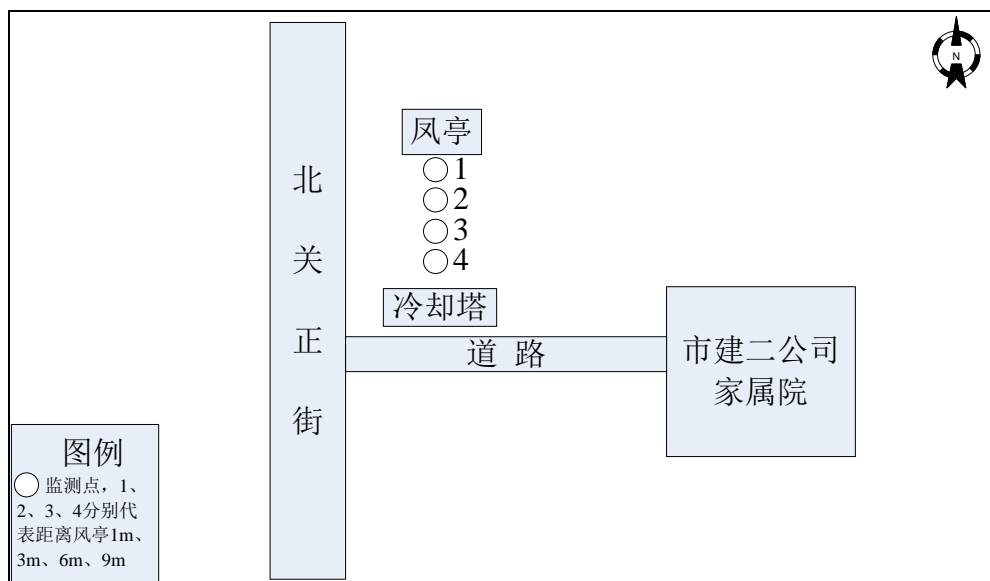 N
凤亭
1
2
3
4
北
关
正
街
冷却塔
道 路
市建二公司
家属院
图例
监测点，1、
2、3、4分别代
表距离风亭1m、
3m、6m、9m